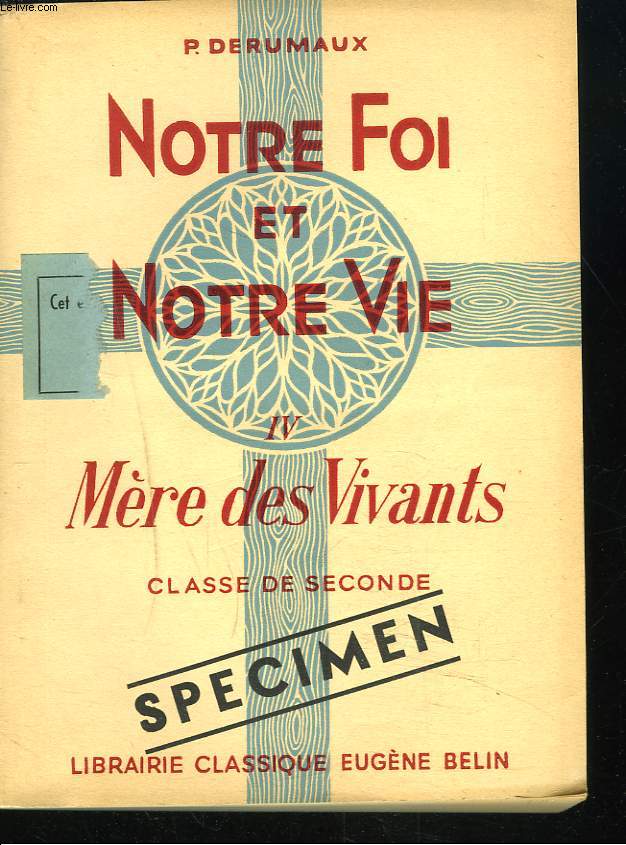 Le-livre.com
P. DERUMAUX
NOTRE FOI
ET
NOTRE VIE
Cet
IV
Mère des Vivants
CLASSE DE SECONDE
SPECIMEN
LIBRAIRIE CLASSIQUE EUGÈNE BELIN